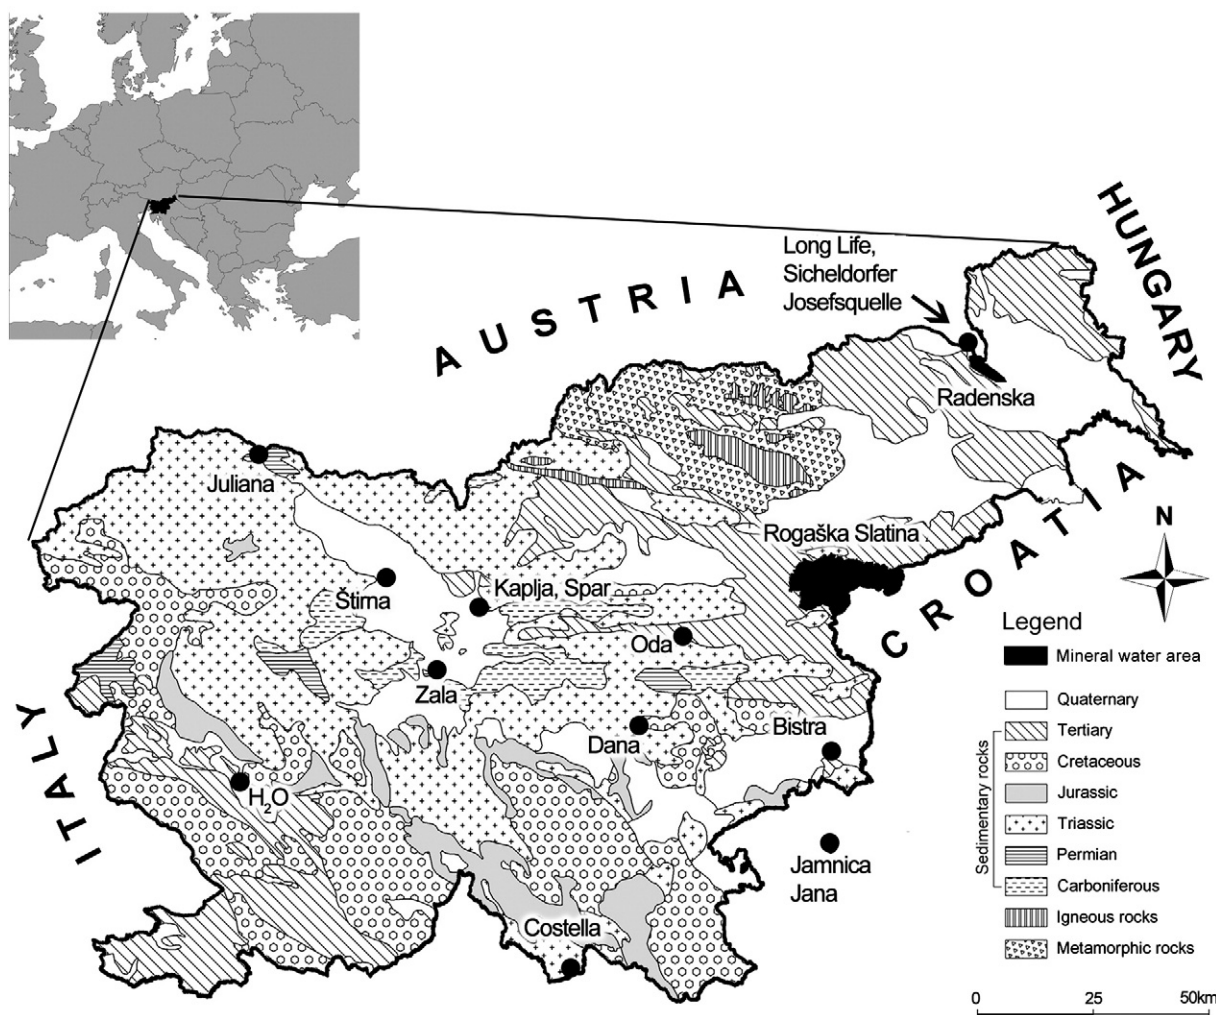 Long Life,
Sicheldorfer
Josefsquelle
AUSTRIA
HUNGARY
Radenska
Juliana
Rogaška Slatina
CROATIA
N
Štirna
Kaplja, Spar
Oda
Zala
Dana
Bistra
ITALY
H₂O
Jamnica
Jana
Costella
Legend
Mineral water area
Quaternary
Tertiary
Cretaceous
Jurassic
Triassic
Permian
Carboniferous
Igneous rocks
Metamorphic rocks
Sedimentary rocks
0 25 50km